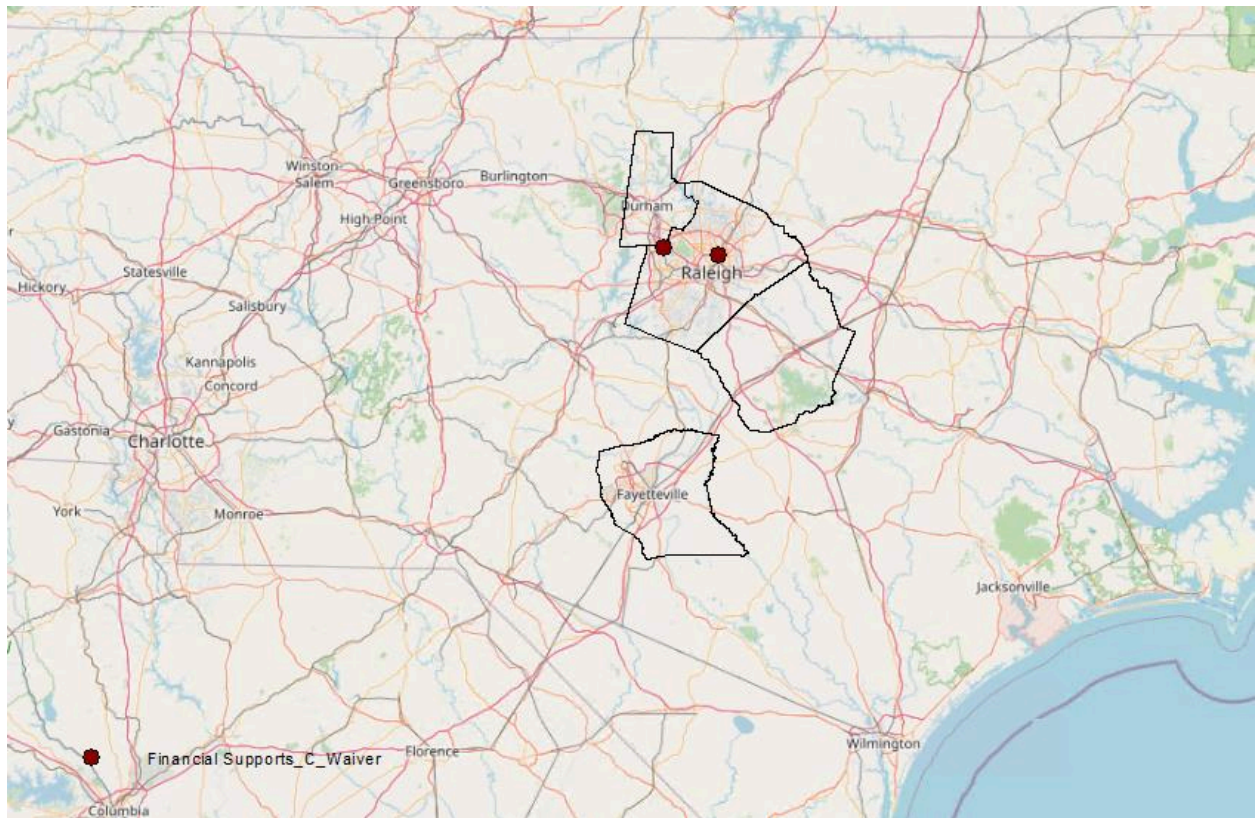 Winston-
Salem
Greensboro
Burlington
High Point
Durham
Statesville
Hickory
Raleigh
Salisbury
Kannapolis
Concord
Gastonia
Charlotte
Fayetteville
York
Monroe
Jacksonville
Wilmington
Florence
Financial Supports_C_Waiver
Columbia